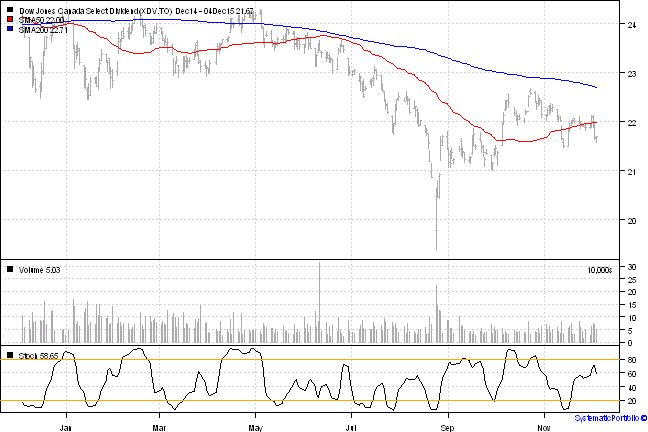 Dow Jones Canada Select Dividend (XDV.TO) Dec14 - 04Dec15 21.67
SMA50 22.00
SMA200 22.71
24
23
22
21
20
Volume 5.03
10,000s
30
25
20
15
10
5
0
Stoch 58.65
80
60
40
20
Jan Mar May Jul Sep Nov
SystematicPortfolio ©